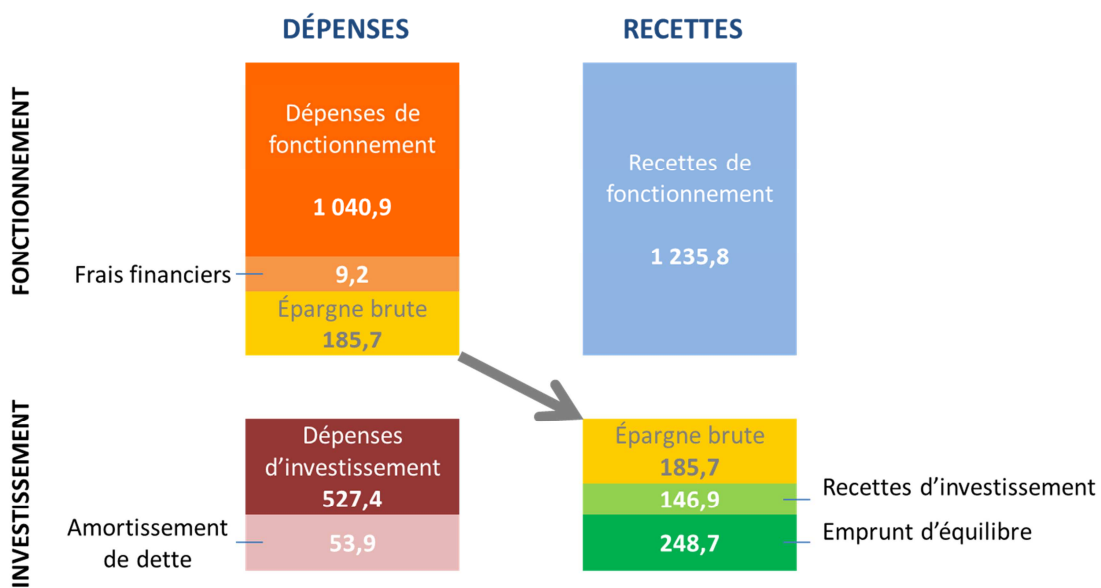 DÉPENSES
RECETTES
FONCTIONNEMENT
Dépenses de
fonctionnement
1 040,9
Frais financiers
9,2
Épargne brute
185,7
Recettes de
fonctionnement
1 235,8
INVESTISSEMENT
Dépenses
d'investissement
527,4
Amortissement
de dette
53,9
Épargne brute
185,7
146,9
Recettes d'investissement
248,7
Emprunt d'équilibre